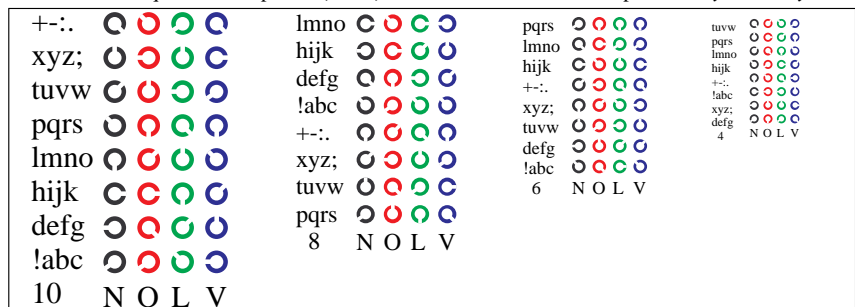 +-:.
xyz;
tuvw
pqrs
lmno
hijk
defg
!abc
10 N O L V
lmno
hijk
defg
!abc
+-:.
xyz;
tuvw
pqrs
8 N O L V
pqrs
lmno
hijk
+-:.
xyz;
tuvw
defg
!abc
6 N O L V
tuvw
pqrs
lmno
hijk
+-:.
!abc
xyz;
defg
4 N O L V